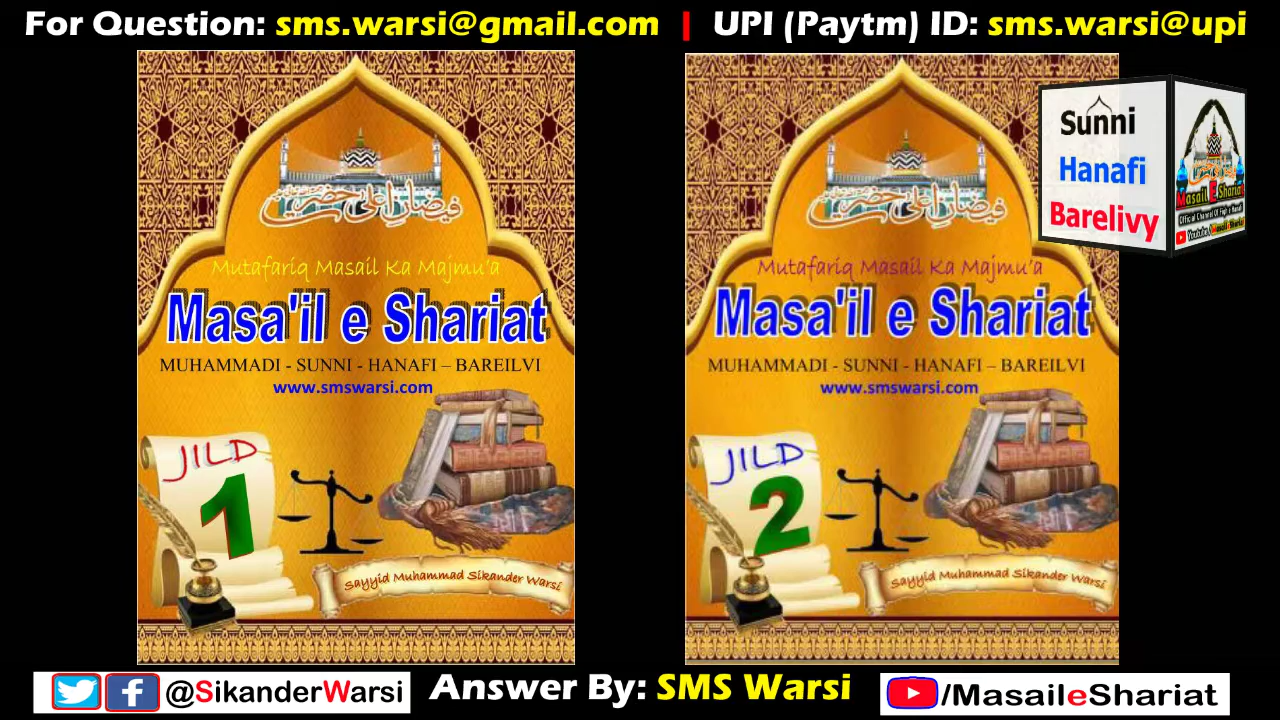 For Question: sms.warsi@gmail.com | UPI (Paytm) ID: sms.warsi@upi
فیضان اعلیٰ حضرت
Mutafariq Masail Ka Majmu'a
Masa'il e Shariat
MUHAMMADI - SUNNI - HANAFI – BAREILVI
www.smswarsi.com
JILD
1
Sayyid Muhammad Sikander Warsi
فیضان اعلیٰ حضرت
Mutafariq Masail Ka Majmu'a
Masa'il e Shariat
MUHAMMADI - SUNNI - HANAFI – BAREILVI
www.smswarsi.com
JILD
2
Sayyid Muhammad Sikander Warsi
Sunni
Hanafi
Barelivy
Masail E Shariat
@SikanderWarsi
Answer By: SMS Warsi
/MasaileShariat